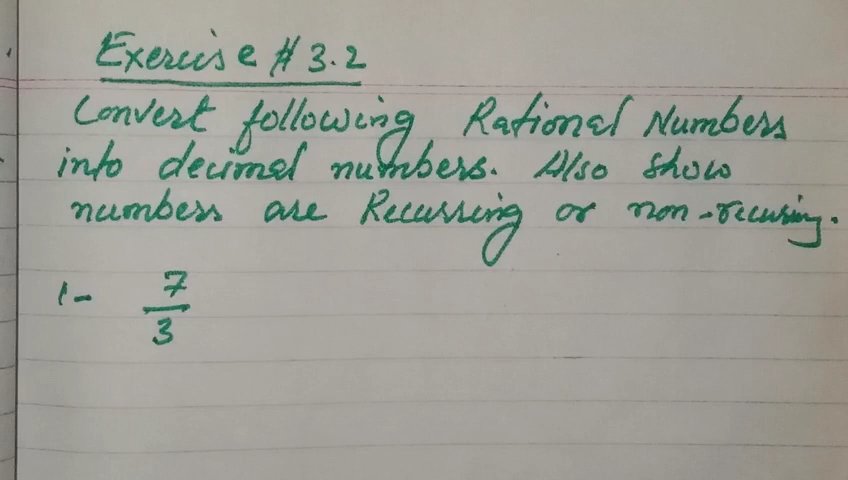 Exercise # 3.2
Convert following Rational Numbers
into decimal numbers. Also show
numbers are Recurring or non-recuring.
1- 7/3